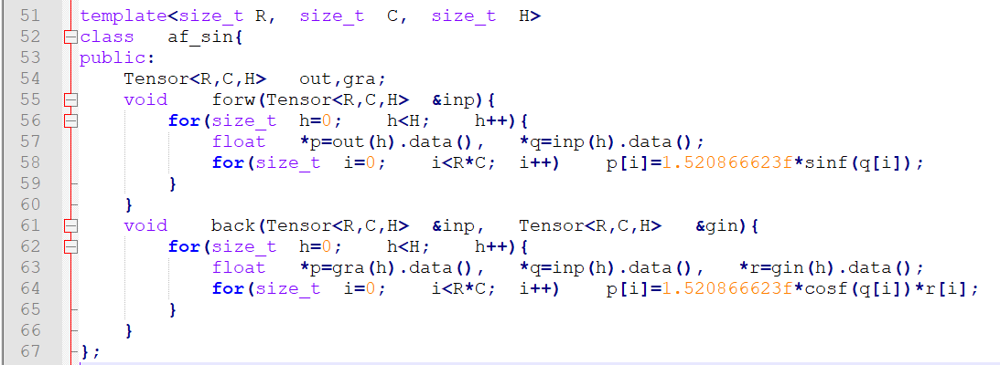 51 template<size_t R, size_t C, size_t H>
52 class af_sin{
53 public:
54 Tensor<R,C,H> out,gra;
55 void forw(Tensor<R,C,H> &inp){
56 for(size_t h=0; h<H; h++){
57 float *p=out(h).data(), *q=inp(h).data();
58 for(size_t i=0; i<R*C; i++) p[i]=1.520866623f*sinf(q[i]);
59 }
60 }
61 void back(Tensor<R,C,H> &inp, Tensor<R,C,H> &gin){
62 for(size_t h=0; h<H; h++){
63 float *p=gra(h).data(), *q=inp(h).data(), *r=gin(h).data();
64 for(size_t i=0; i<R*C; i++) p[i]=1.520866623f*cosf(q[i])*r[i];
65 }
66 }
67 };